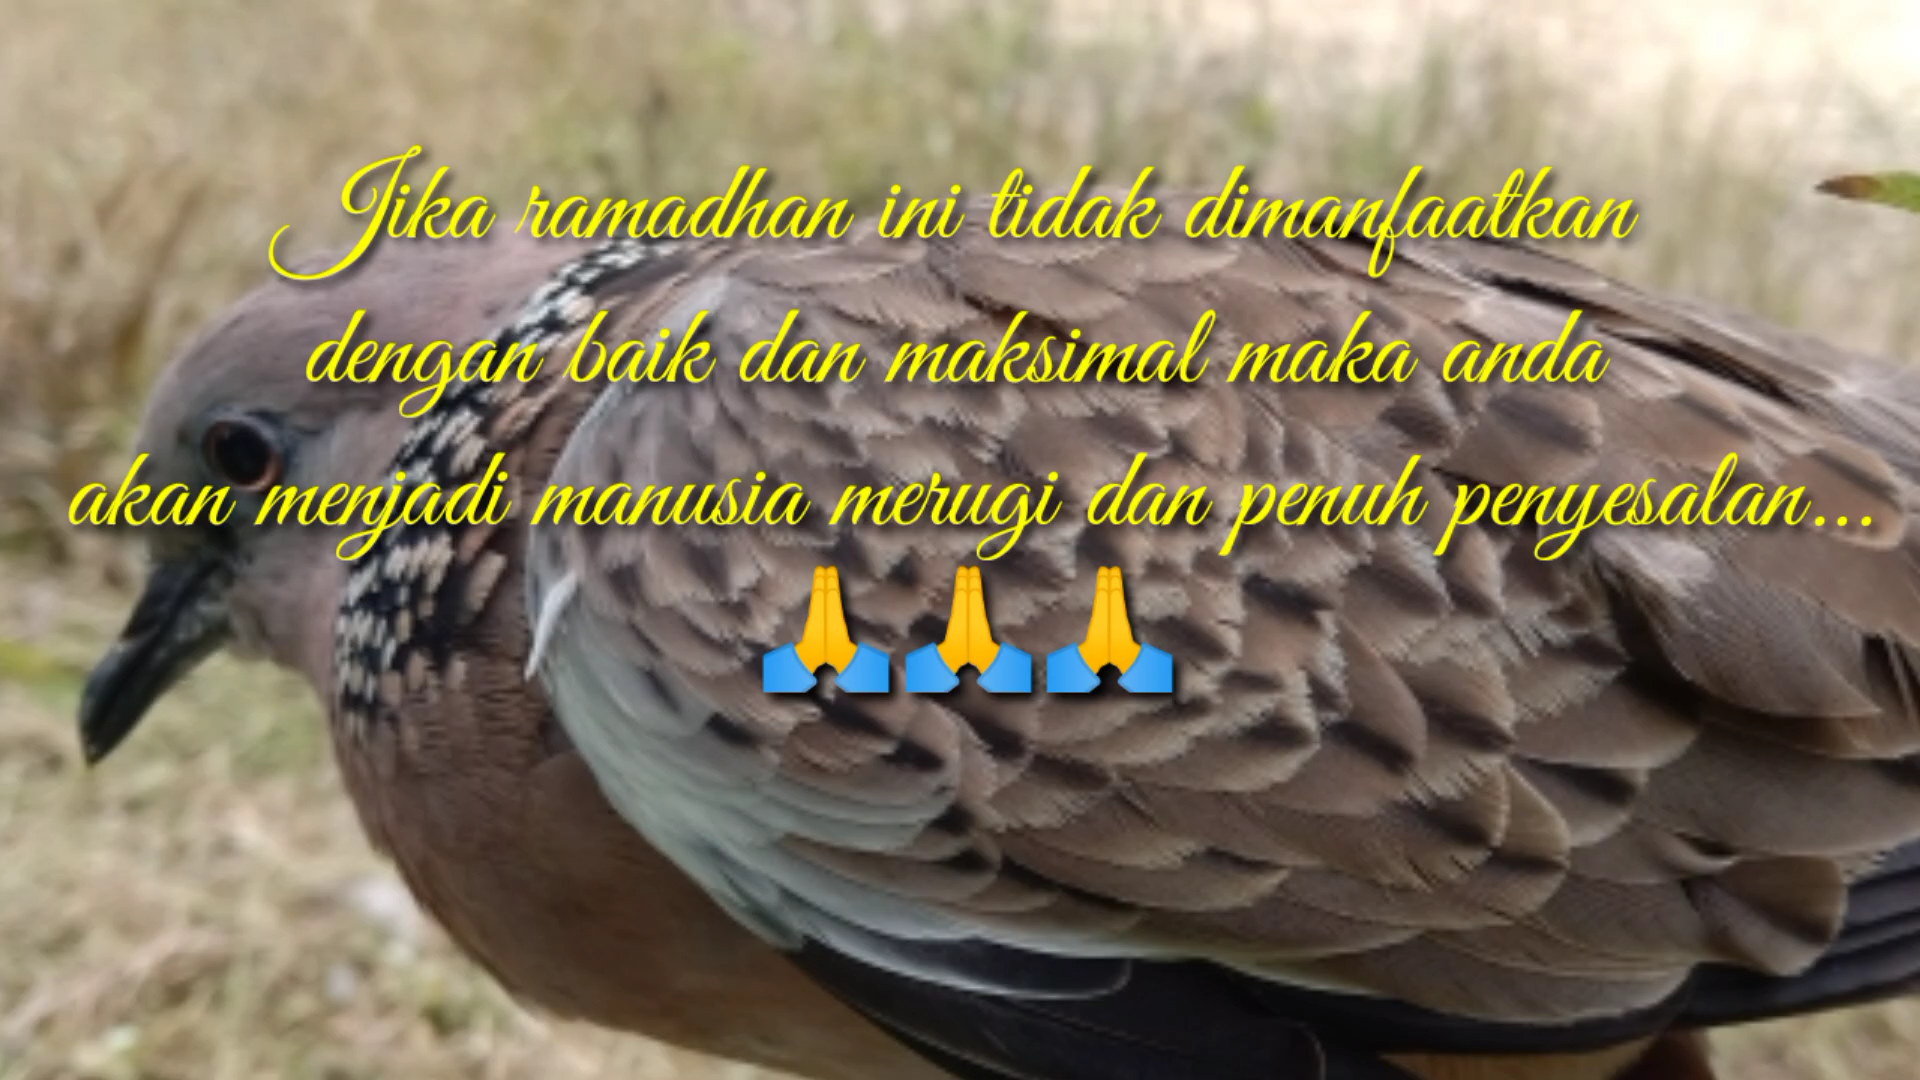 Jika ramadhan ini tidak dimanfaatkan
dengan baik dan maksimal maka anda
akan menjadi manusia merugi dan penuh penyesalan...
🙏🙏🙏